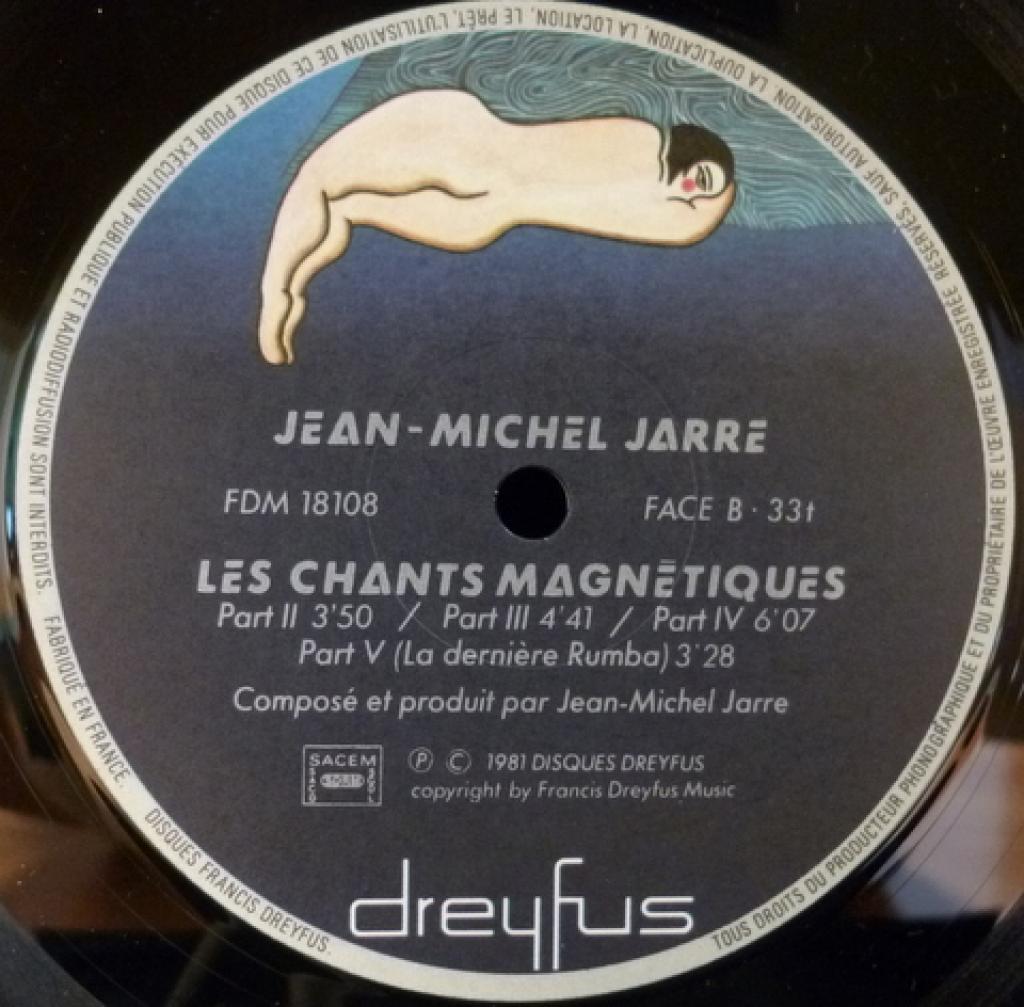 JEAN-MICHEL JARRE
FDM 18108
FACE B · 33t
LES CHANTS MAGNÉTIQUES
Part II 3'50 / Part III 4'41 / Part IV 6'07
Part V (La dernière Rumba) 3'28
Composé et produit par Jean-Michel Jarre
SACEM
Ⓟ © 1981 DISQUES DREYFUS
copyright by Francis Dreyfus Music
dreyfus
TOUS DROITS DU PRODUCTEUR PHONOGRAPHIQUE ET DU PROPRIÉTAIRE DE L'ŒUVRE ENREGISTRÉE RÉSERVÉS. SAUF AUTORISATION, LA DUPLICATION, LA LOCATION, LE PRÊT, L'UTILISATION DE CE DISQUE POUR EXÉCUTION PUBLIQUE ET RADIODIFFUSION SONT INTERDITS. FABRIQUÉ EN FRANCE. DISQUES FRANCIS DREYFUS.